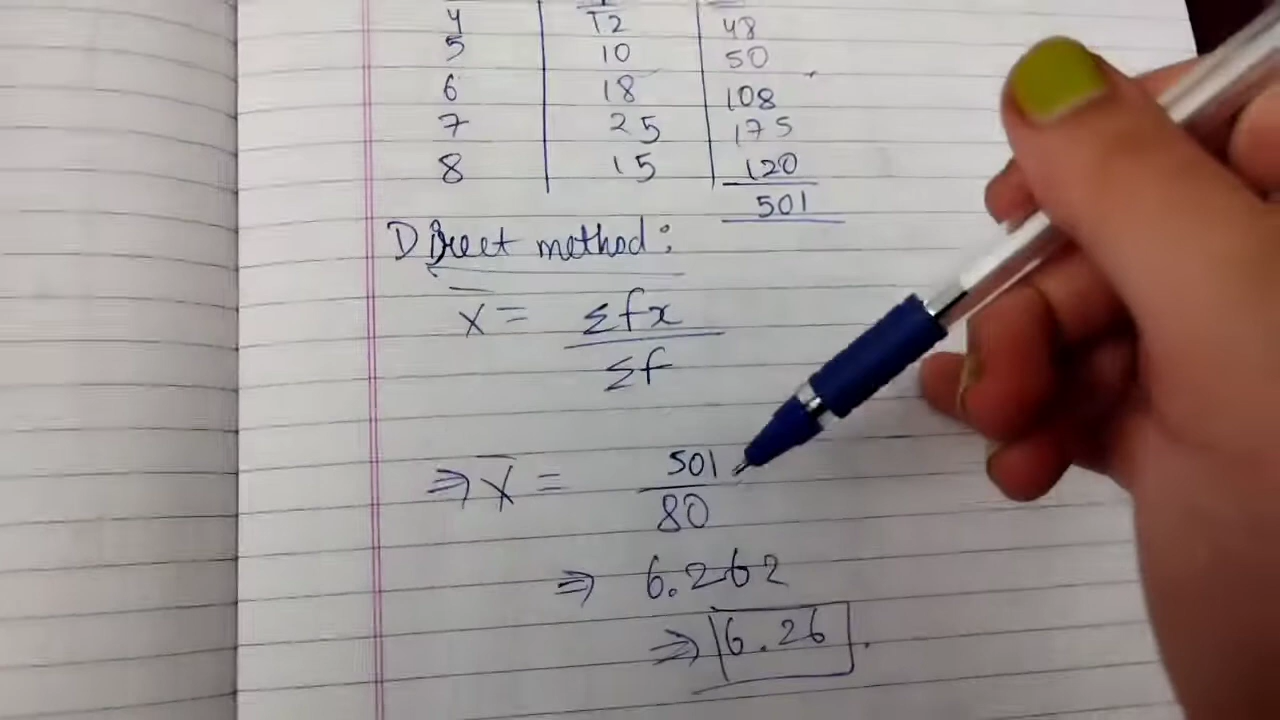 4 12 48
5 10 50
6 18 108
7 25 175
8 15 120
501
Direct method:
x̄ = Σfx
Σf
⇒ x̄ = 501
80
⇒ 6.262
⇒ 6.26.